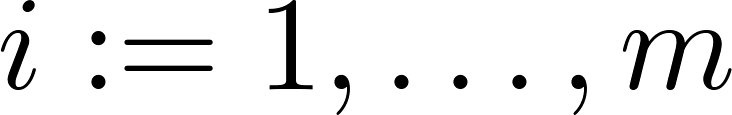 i := 1, . . . , m